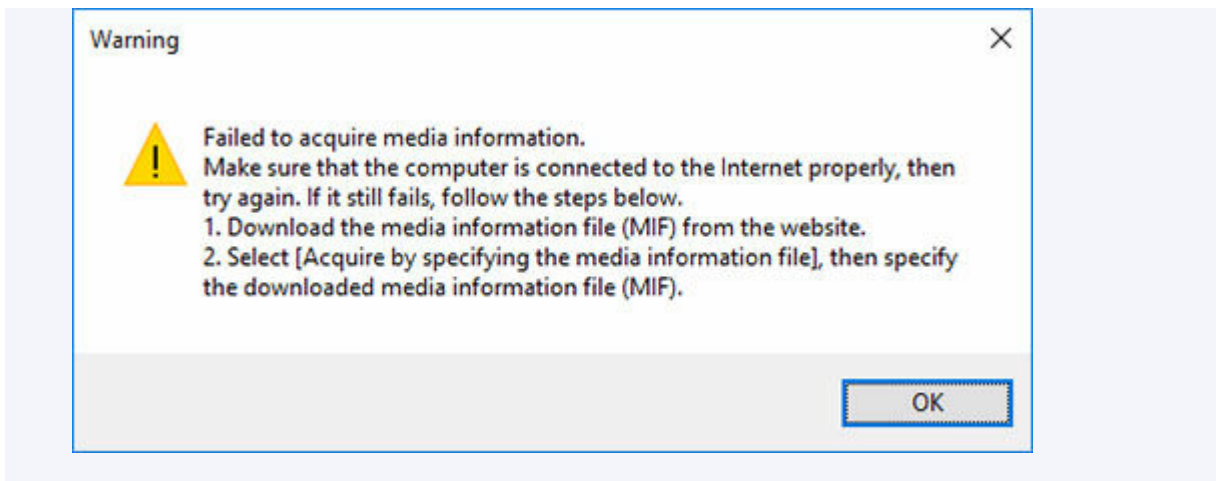 Warning
Failed to acquire media information.
Make sure that the computer is connected to the Internet properly, then
try again. If it still fails, follow the steps below.
1. Download the media information file (MIF) from the website.
2. Select [Acquire by specifying the media information file], then specify
the downloaded media information file (MIF).
OK